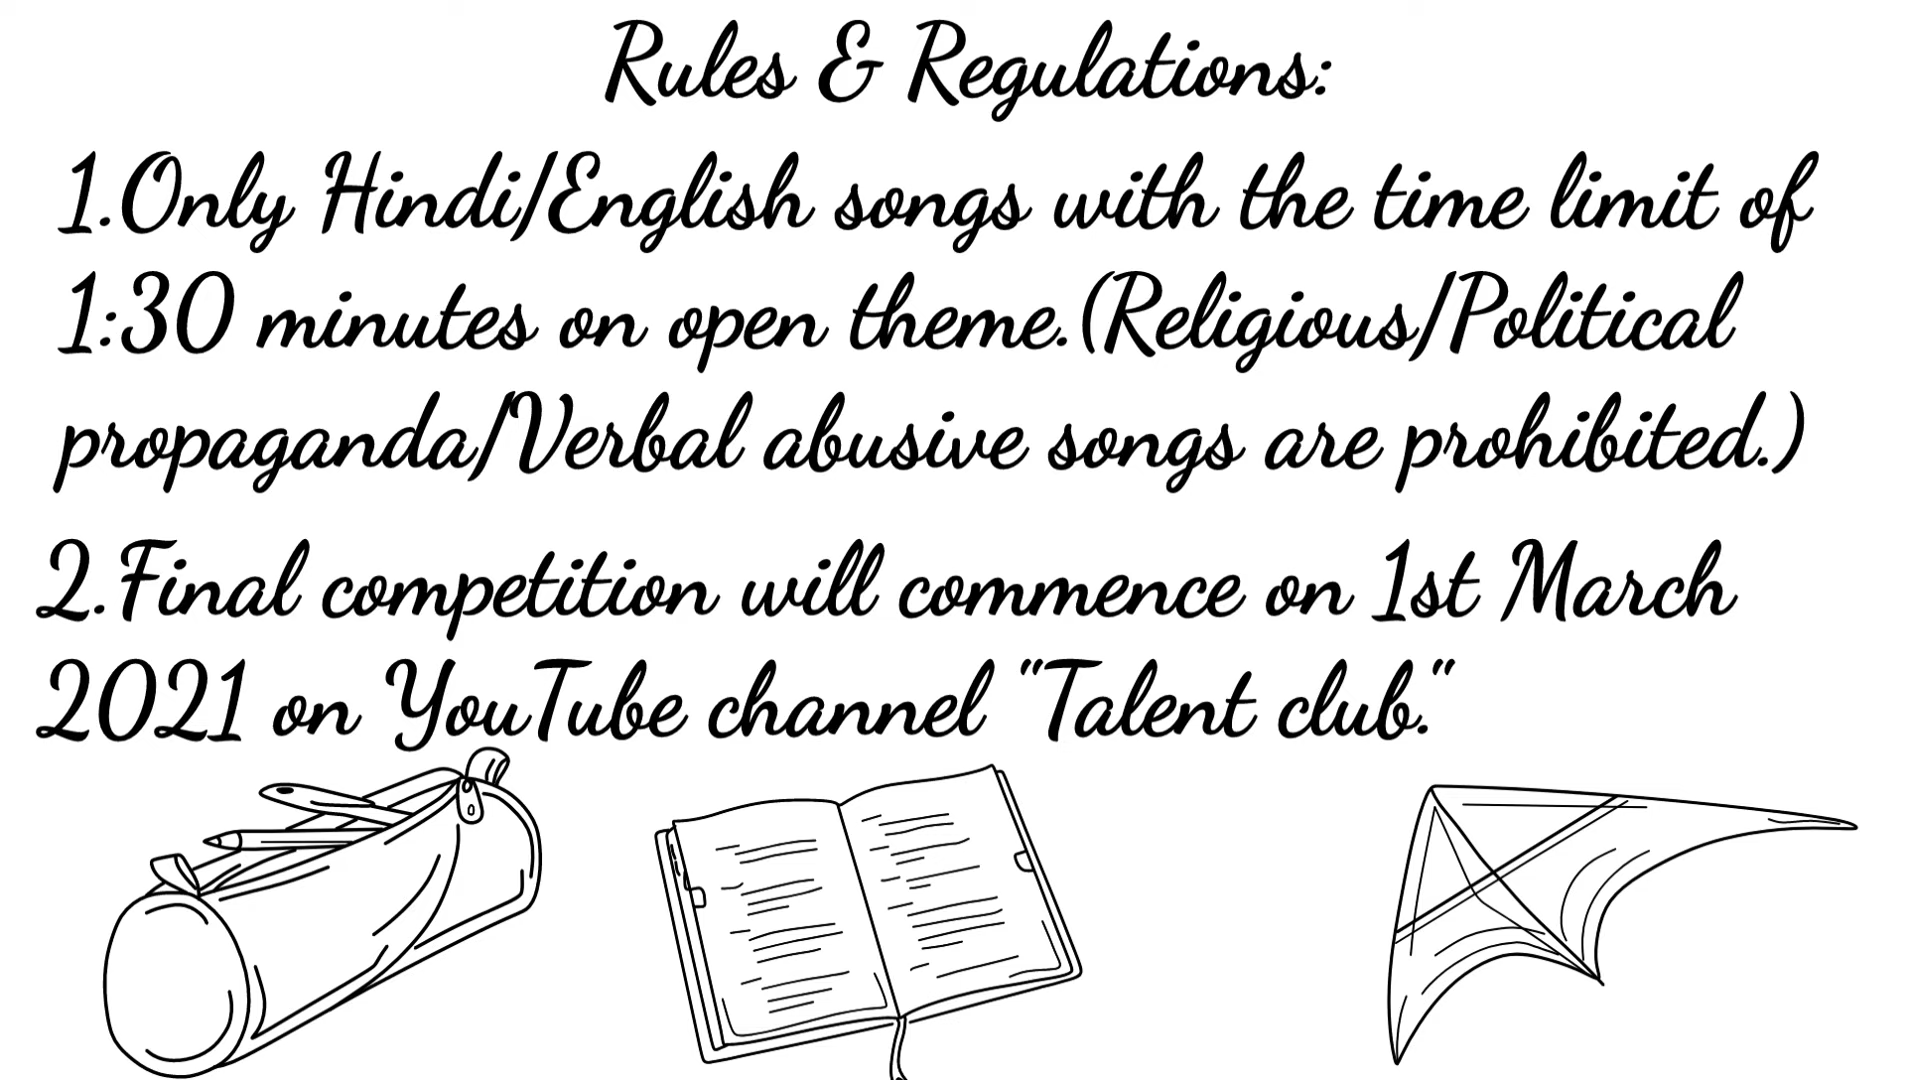 Rules & Regulations:
1.Only Hindi/English songs with the time limit of
1:30 minutes on open theme.(Religious/Political
propaganda/Verbal abusive songs are prohibited.)
2.Final competition will commence on 1st March
2021 on YouTube channel "Talent club."